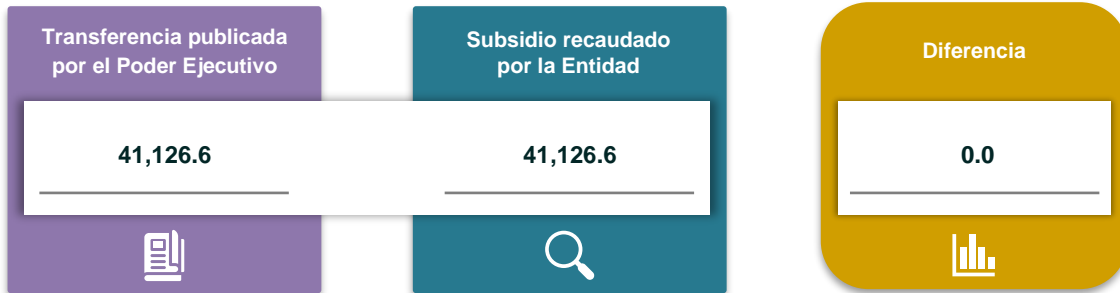 Transferencia publicada
por el Poder Ejecutivo
41,126.6
Subsidio recaudado
por la Entidad
41,126.6
Diferencia
0.0